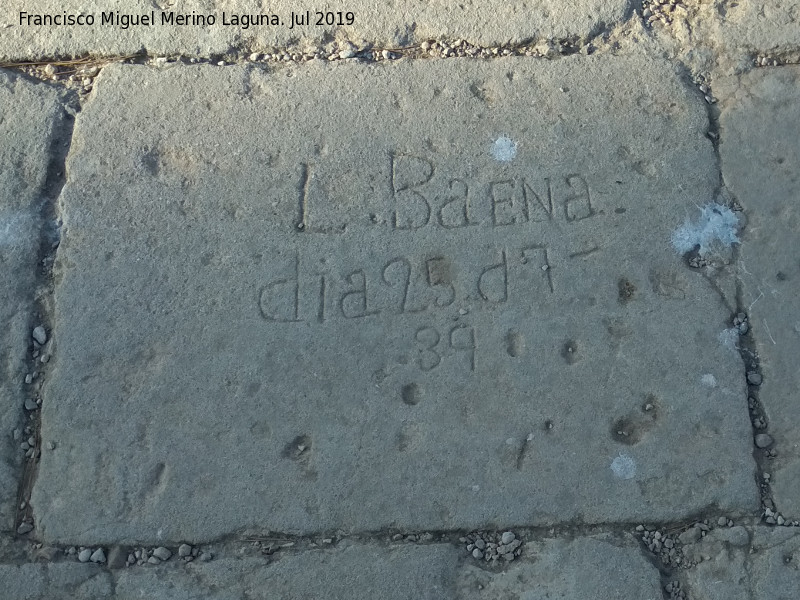 Francisco Miguel Merino Laguna. Jul 2019
L. BaENa
dia 25 d 7-
39